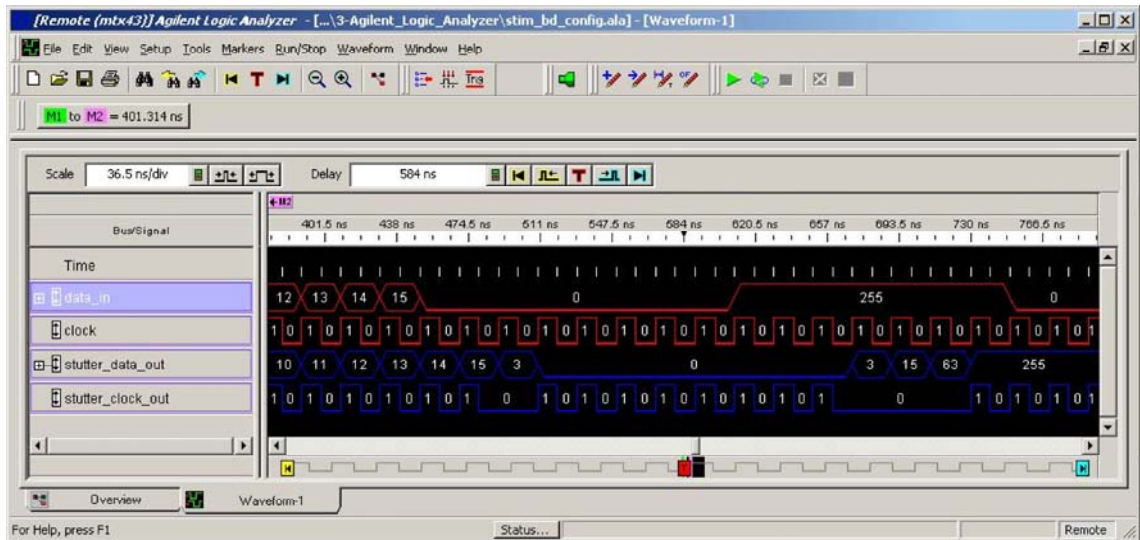 [Remote (mtx43)] Agilent Logic Analyzer - [...\3-Agilent_Logic_Analyzer\stim_bd_config.ala] - [Waveform-1]
File Edit View Setup Tools Markers Run/Stop Waveform Window Help
T Trig
M1 to M2 = 401.314 ns
Scale 36.5 ns/div Delay 584 ns T
M2
Bus/Signal 401.5 ns 438 ns 474.5 ns 511 ns 547.5 ns 584 ns 620.5 ns 657 ns 693.5 ns 730 ns 766.5 ns
Time
data_in 12 13 14 15 0 255 0
clock 1 0 1 0 1 0 1 0 1 0 1 0 1 0 1 0 1 0 1 0 1 0 1 0 1 0 1 0 1 0 1 0 1 0 1 0 1 0 1 0 1
stutter_data_out 10 11 12 13 14 15 3 0 3 15 63 255
stutter_clock_out 1 0 1 0 1 0 1 0 1 0 1 0 1 0 1 0 1 0 1 0 1 0 1 0 1 0 1 0 1 0 1 0 1
T
Overview Waveform-1
For Help, press F1 Status... Remote